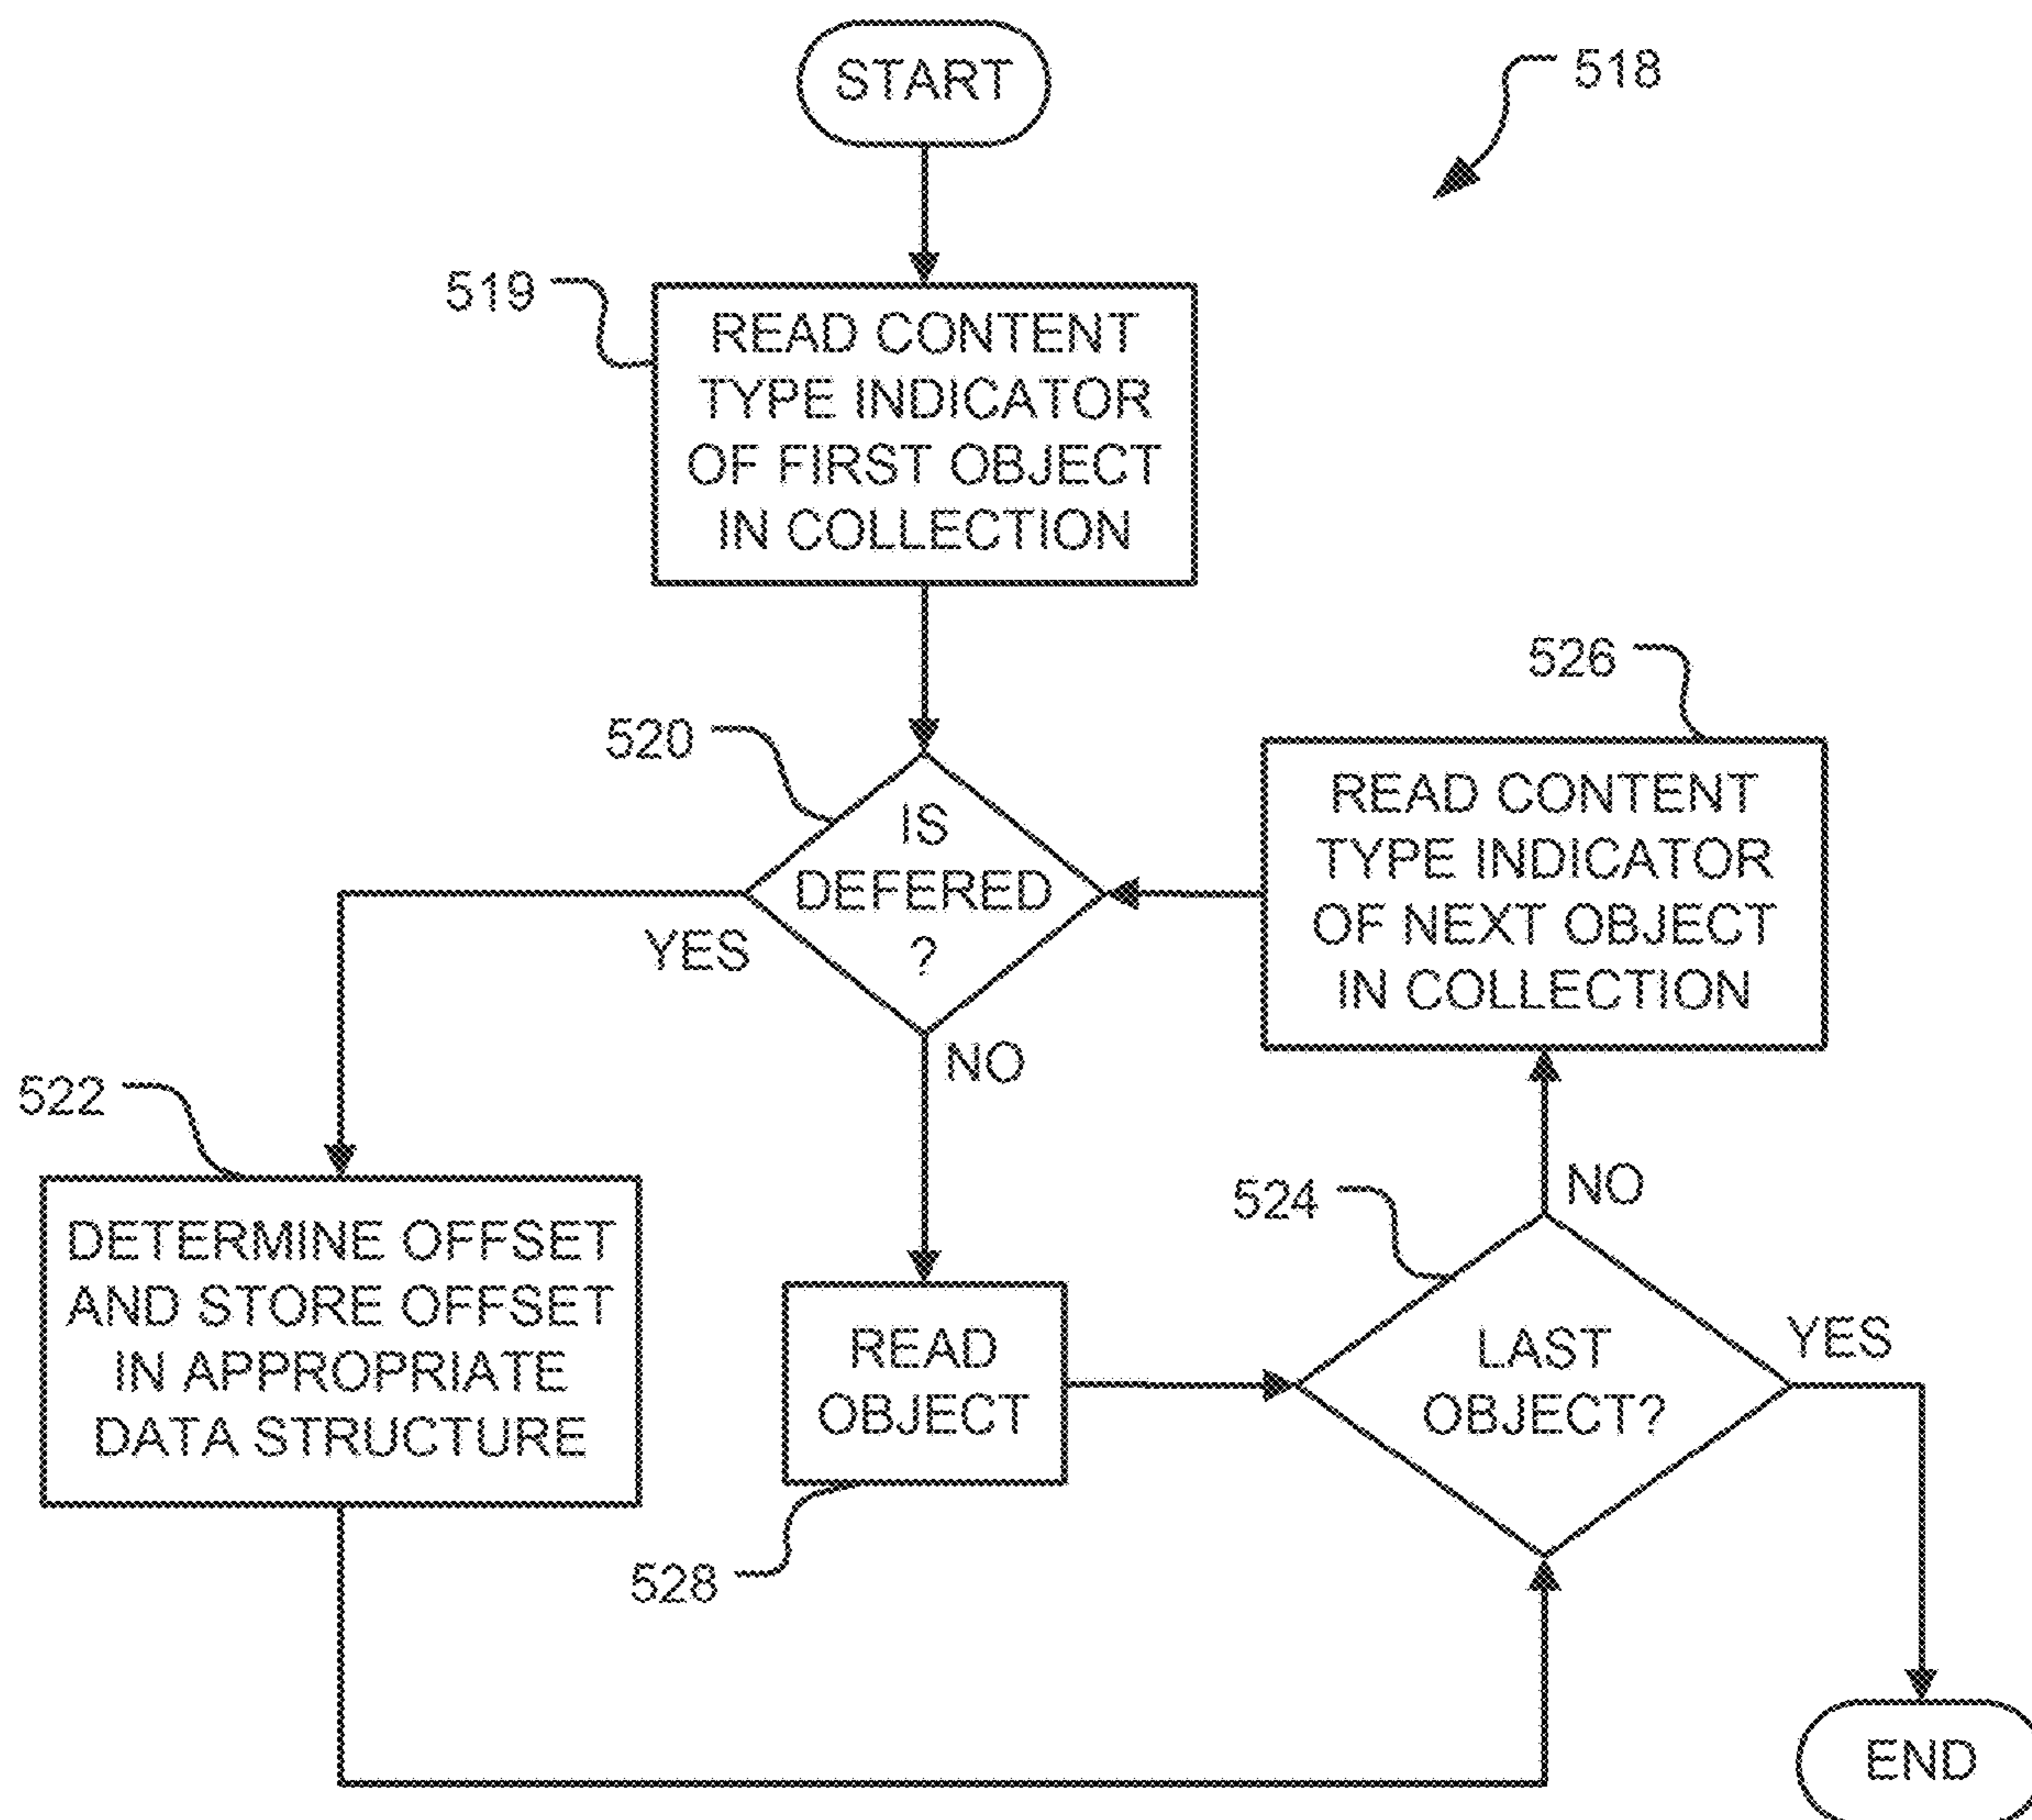 START
518
519
READ CONTENT
TYPE INDICATOR
OF FIRST OBJECT
IN COLLECTION
526
520
IS
DEFERED
?
READ CONTENT
TYPE INDICATOR
OF NEXT OBJECT
IN COLLECTION
YES
NO
522
DETERMINE OFFSET
AND STORE OFFSET
IN APPROPRIATE
DATA STRUCTURE
READ
OBJECT
528
524
NO
LAST
OBJECT?
YES
END